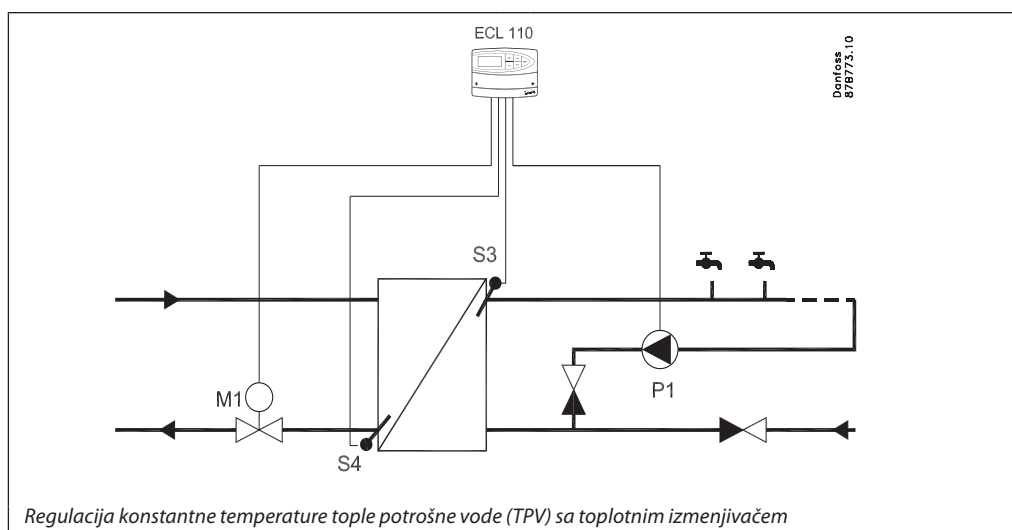 ECL 110
Danfoss
87B773.10
S3
M1
P1
S4
Regulacija konstantne temperature tople potrošne vode (TPV) sa toplotnim izmenjivačem